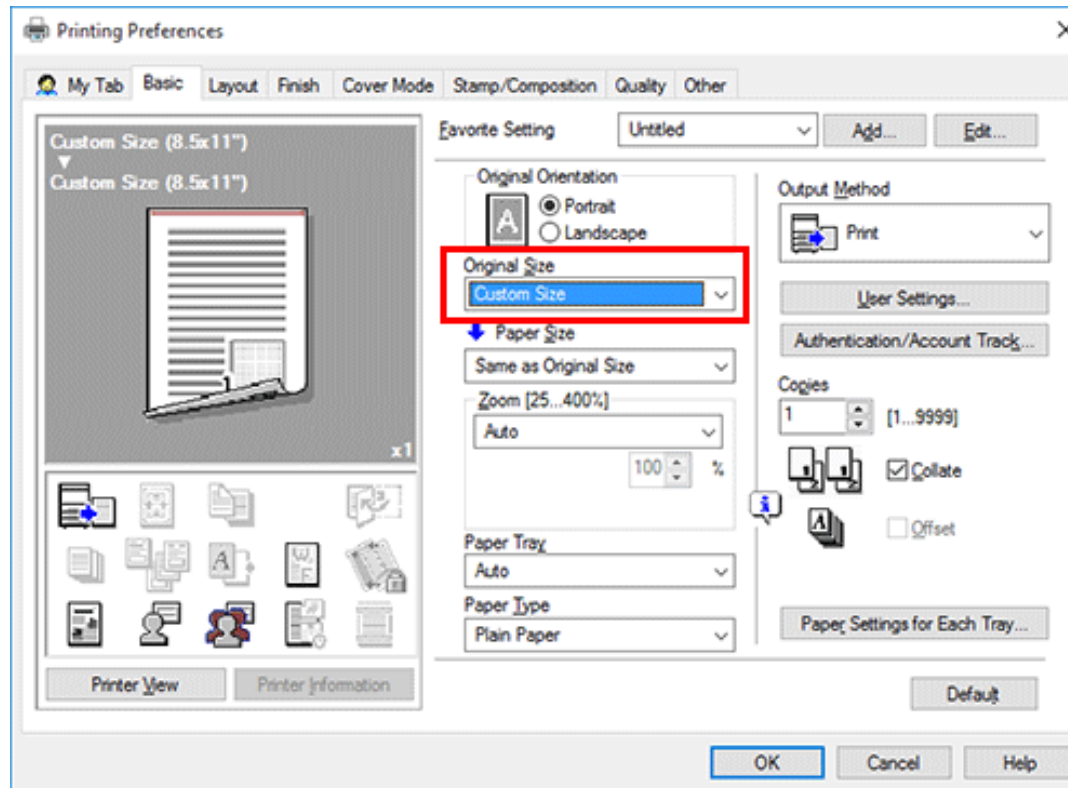 Printing Preferences
My Tab Basic Layout Finish Cover Mode Stamp/Composition Quality Other
Custom Size (8.5x11")
Custom Size (8.5x11")
x1
Printer View
Printer Information
Favorite Setting
Untitled
Add...
Edit...
Original Orientation
A
Portrait
Landscape
Original Size
Custom Size
Paper Size
Same as Original Size
Zoom [25...400%]
Auto
100 %
Paper Tray
Auto
Paper Type
Plain Paper
Output Method
Print
User Settings...
Authentication/Account Track...
Copies
1 [1...9999]
Collate
Offset
Paper Settings for Each Tray...
Default
OK Cancel Help